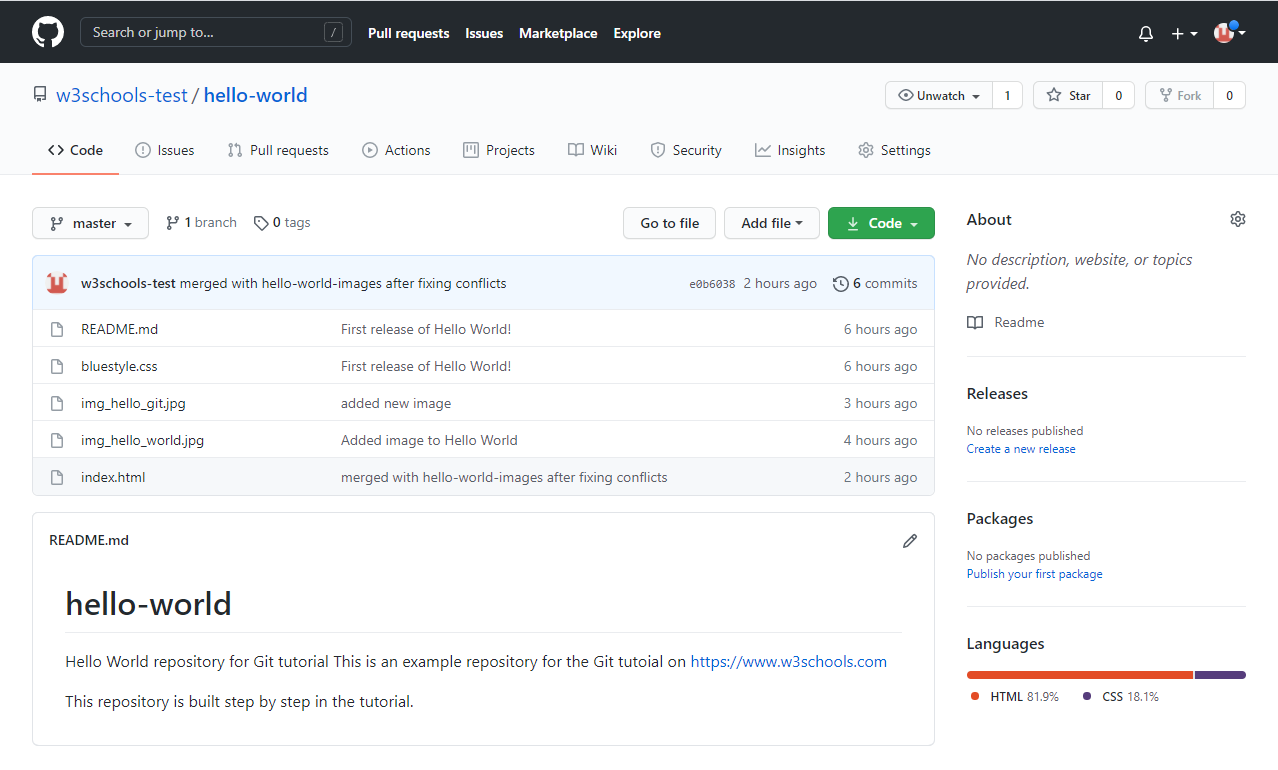 Search or jump to... / Pull requests Issues Marketplace Explore
w3schools-test / hello-world Unwatch 1 Star 0 Fork 0
Code Issues Pull requests Actions Projects Wiki Security Insights Settings
master 1 branch 0 tags Go to file Add file Code
w3schools-test merged with hello-world-images after fixing conflicts e0b6038 2 hours ago 6 commits
README.md First release of Hello World! 6 hours ago
bluestyle.css First release of Hello World! 6 hours ago
img_hello_git.jpg added new image 3 hours ago
img_hello_world.jpg Added image to Hello World 4 hours ago
index.html merged with hello-world-images after fixing conflicts 2 hours ago
README.md
hello-world
Hello World repository for Git tutorial This is an example repository for the Git tutoial on https://www.w3schools.com
This repository is built step by step in the tutorial.
About
No description, website, or topics
provided.
Readme
Releases
No releases published
Create a new release
Packages
No packages published
Publish your first package
Languages
HTML 81.9% CSS 18.1%